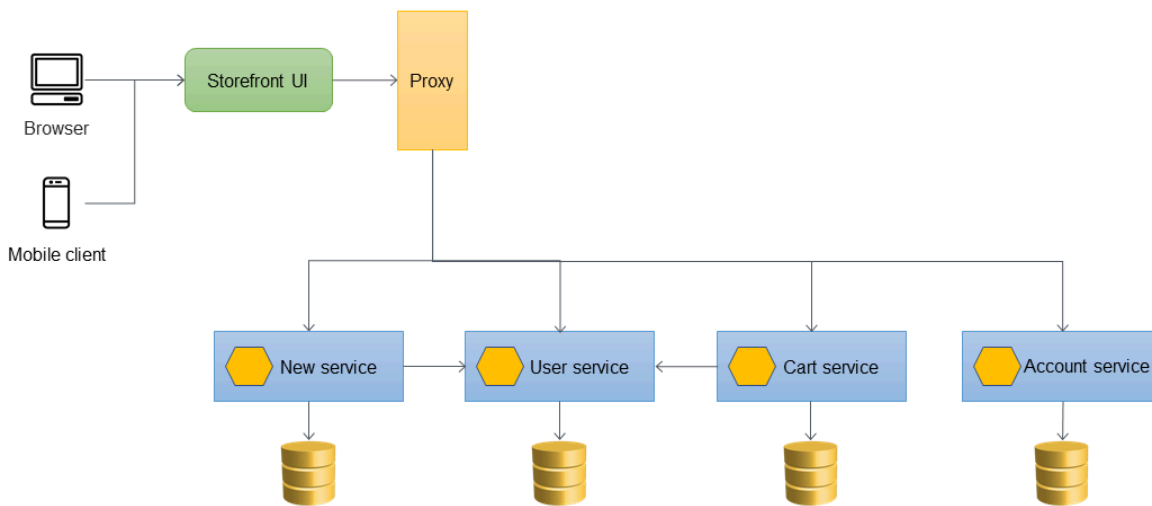 Storefront UI
Proxy
Browser
Mobile client
New service
User service
Cart service
Account service